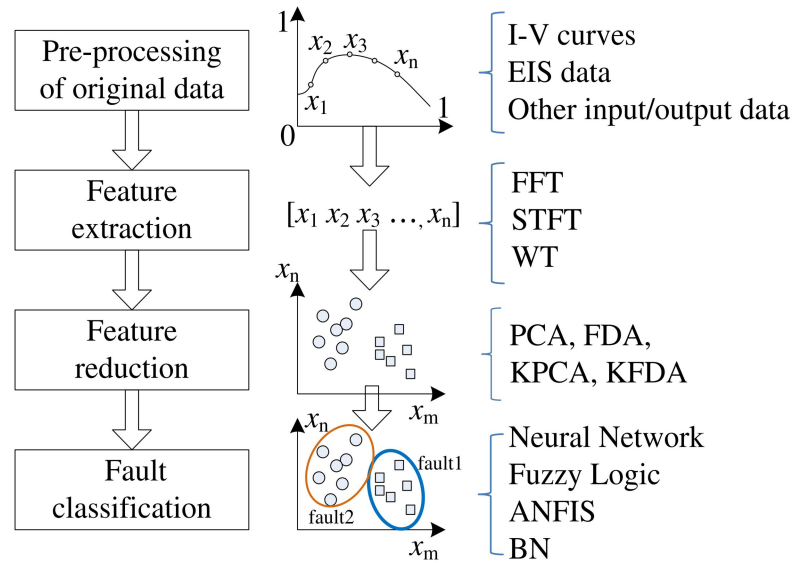 Pre-processing
of original data
1
x2 x3
xn
x1
1
0
I-V curves
EIS data
Other input/output data
Feature
extraction
[x1 x2 x3 ...,xn]
FFT
STFT
WT
Feature
reduction
xn
xm
PCA, FDA,
KPCA, KFDA
Fault
classification
xn
fault1
fault2
xm
Neural Network
Fuzzy Logic
ANFIS
BN